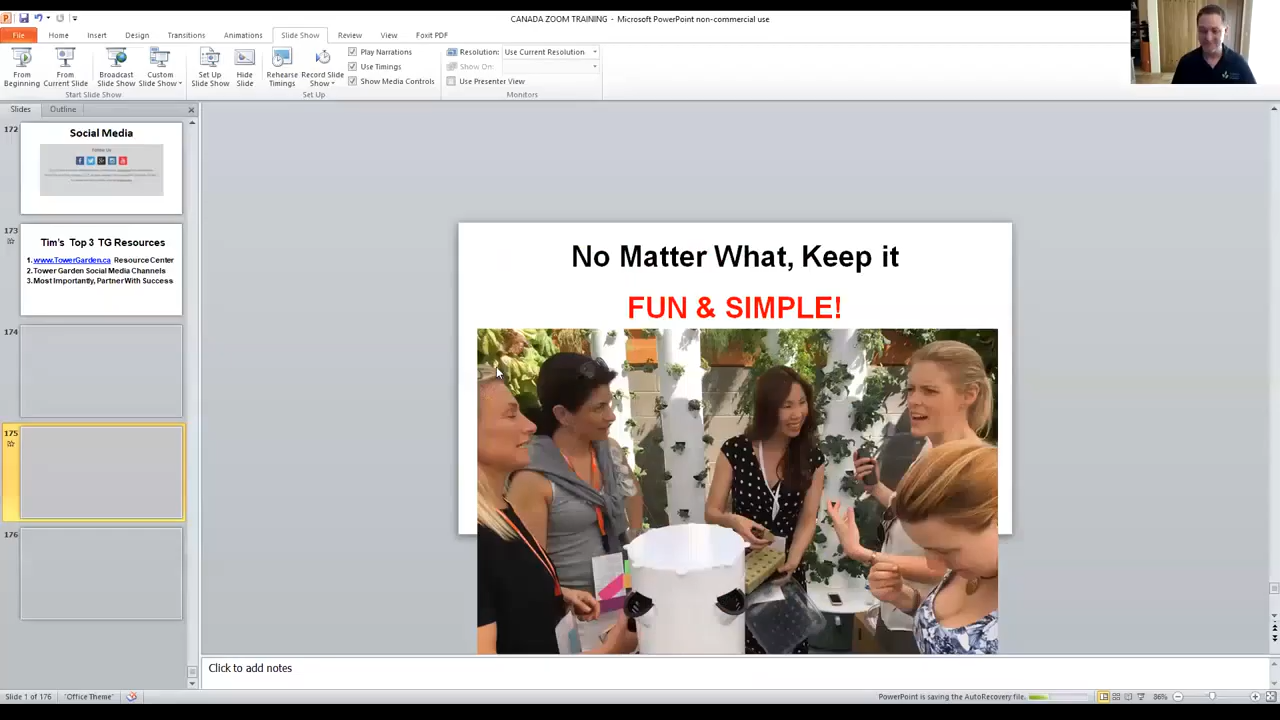 CANADA ZOOM TRAINING - Microsoft PowerPoint non-commercial use
File Home Insert Design Transitions Animations Slide Show Review View Foxit PDF
From Beginning
From Current Slide
Broadcast Slide Show
Custom Slide Show
Set Up Slide Show
Hide Slide
Rehearse Timings
Record Slide Show
Play Narrations
Use Timings
Show Media Controls
Resolution: Use Current Resolution
Show On:
Use Presenter View
Start Slide Show Set Up Monitors
Slides Outline
172
Social Media
Follow Us
173
Tim's Top 3 TG Resources
1. www.TowerGarden.ca Resource Center
2. Tower Garden Social Media Channels
3. Most Importantly, Partner With Success
174
175
176
No Matter What, Keep it
FUN & SIMPLE!
Click to add notes
Slide 1 of 176 "Office Theme" PowerPoint is saving the AutoRecovery file. 86%